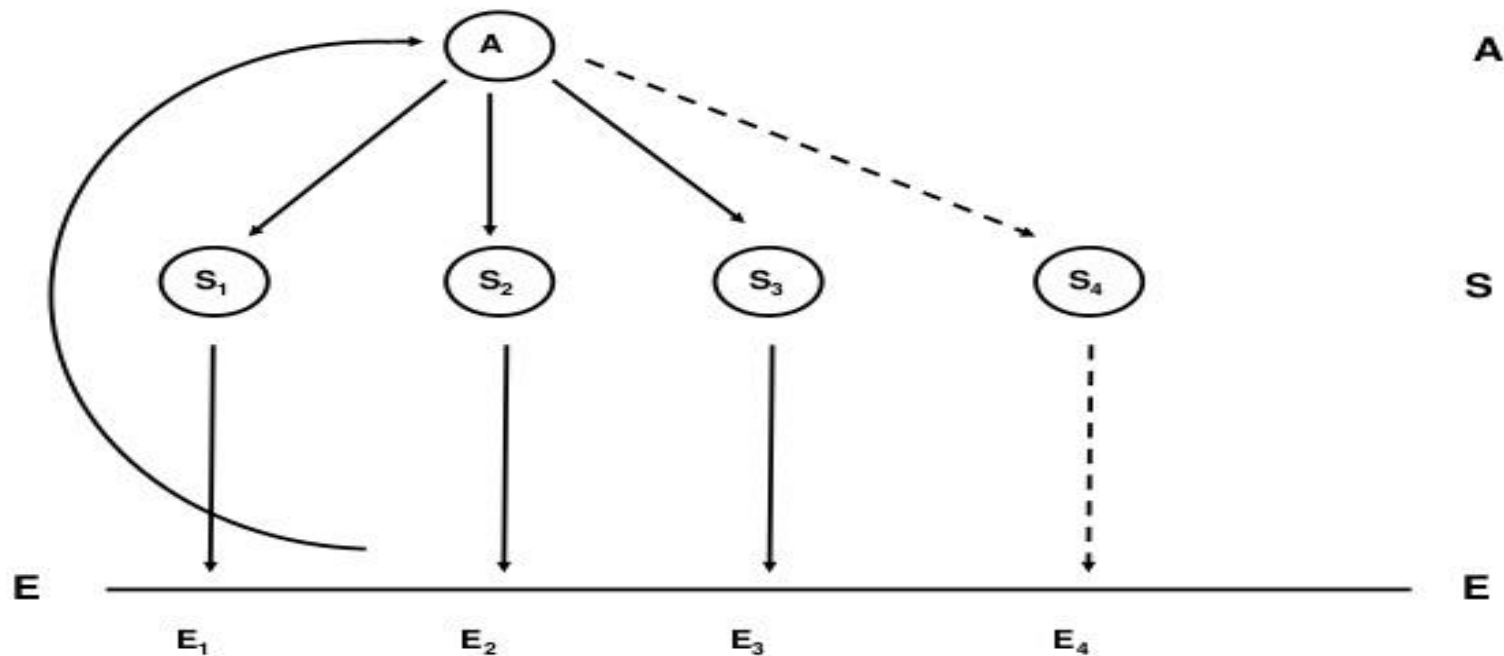 A A
S₁ S₂ S₃ S₄ S
E E
E₁ E₂ E₃ E₄